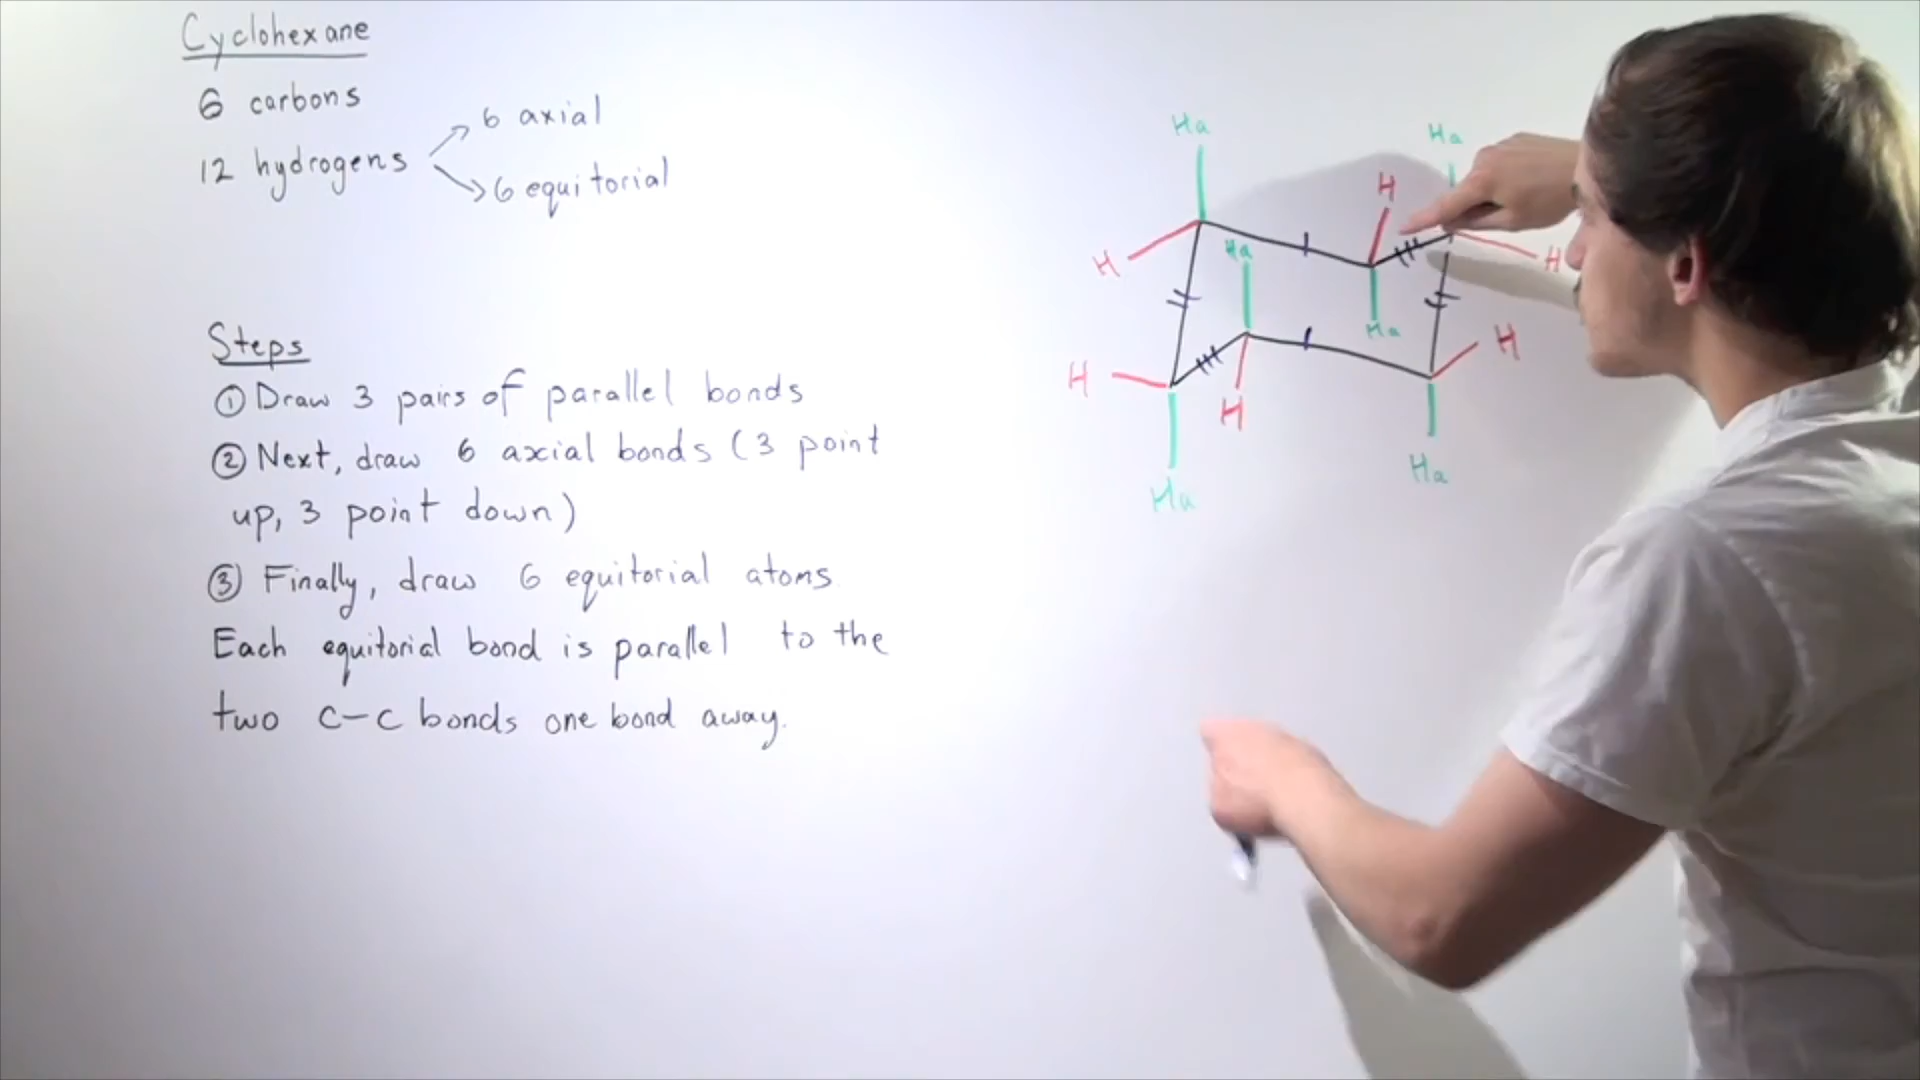 Cyclohexane
6 carbons
12 hydrogens
6 axial
6 equitorial
Steps
① Draw 3 pairs of parallel bonds
② Next, draw 6 axial bonds (3 point
up, 3 point down)
③ Finally, draw 6 equitorial atoms
Each equitorial bond is parallel to the
two C-C bonds one bond away.
Ha
Ha
H
Ha
H
H
Ha
H
H
H
Ha
Ha